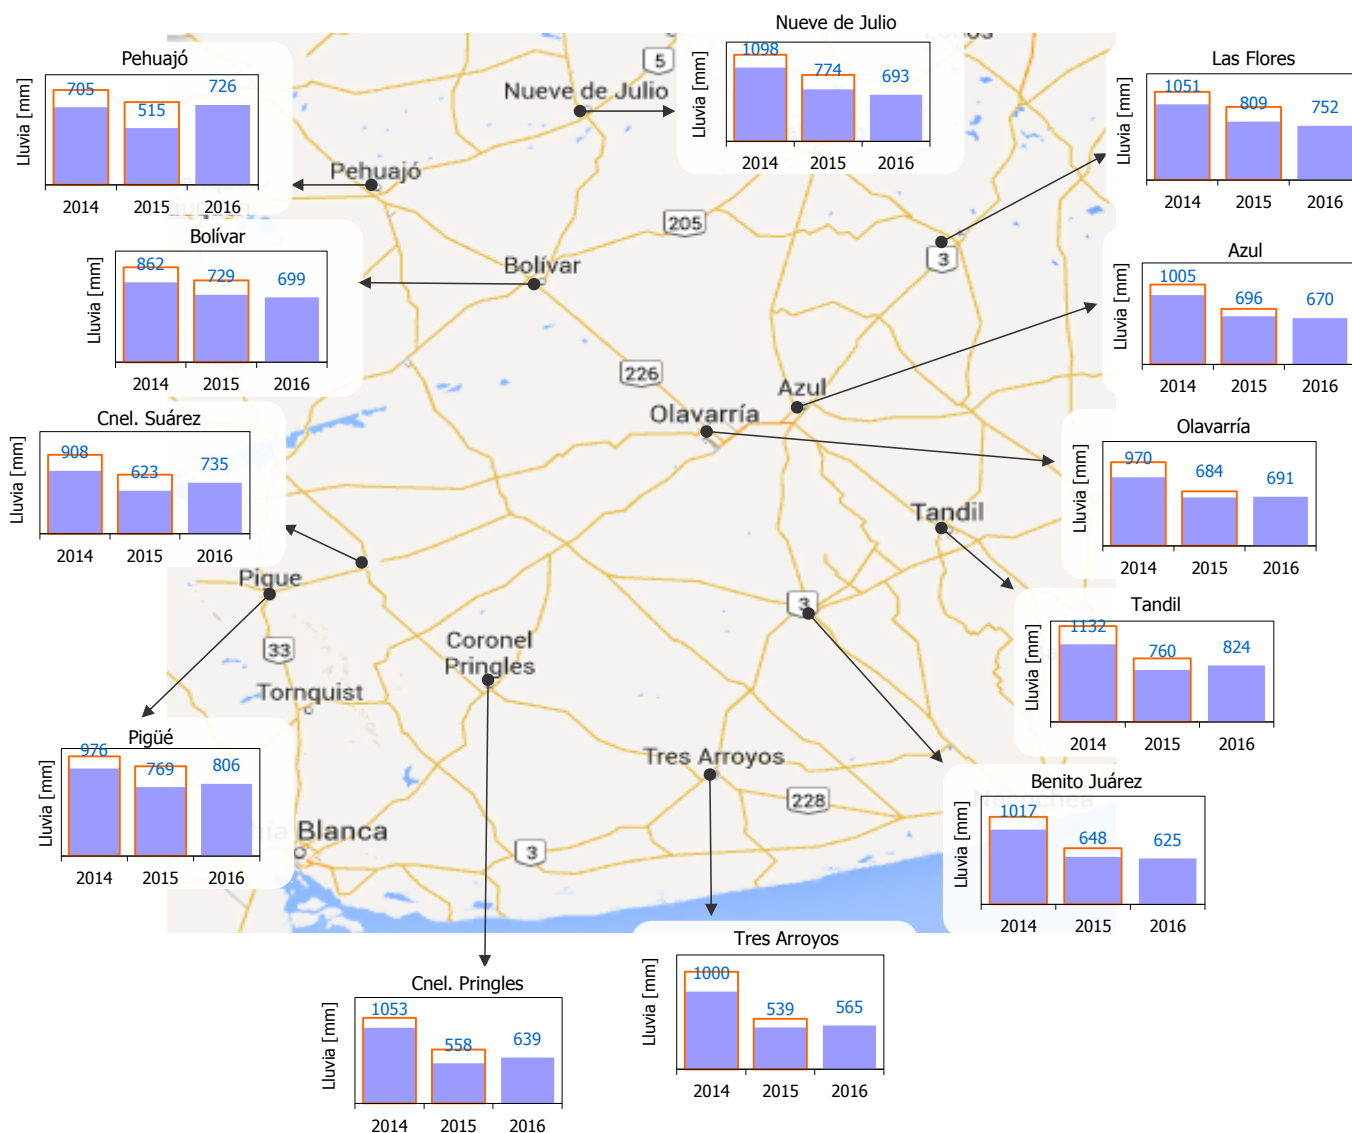 Nueve de Julio
Lluvia [mm]
1098
774
693
2014
2015
2016
Pehuajó
Lluvia [mm]
705
515
726
2014
2015
2016
Las Flores
Lluvia [mm]
1051
809
752
2014
2015
2016
5
Nueve de Julio
Pehuajó
205
Bolívar
Lluvia [mm]
862
729
699
2014
2015
2016
Bolívar
3
Azul
Lluvia [mm]
1005
696
670
2014
2015
2016
226
Azul
Olavarría
Cnel. Suárez
Lluvia [mm]
908
623
735
2014
2015
2016
Olavarría
Lluvia [mm]
970
684
691
2014
2015
2016
Tandil
Pigue
3
Tandil
Lluvia [mm]
1132
760
824
2014
2015
2016
33
Coronel
Pringles
Tornquist
Pigüé
Lluvia [mm]
976
769
806
2014
2015
2016
Tres Arroyos
228
Benito Juárez
Lluvia [mm]
1017
648
625
2014
2015
2016
Blanca
3
Tres Arroyos
Lluvia [mm]
1000
539
565
2014
2015
2016
Cnel. Pringles
Lluvia [mm]
1053
558
639
2014
2015
2016